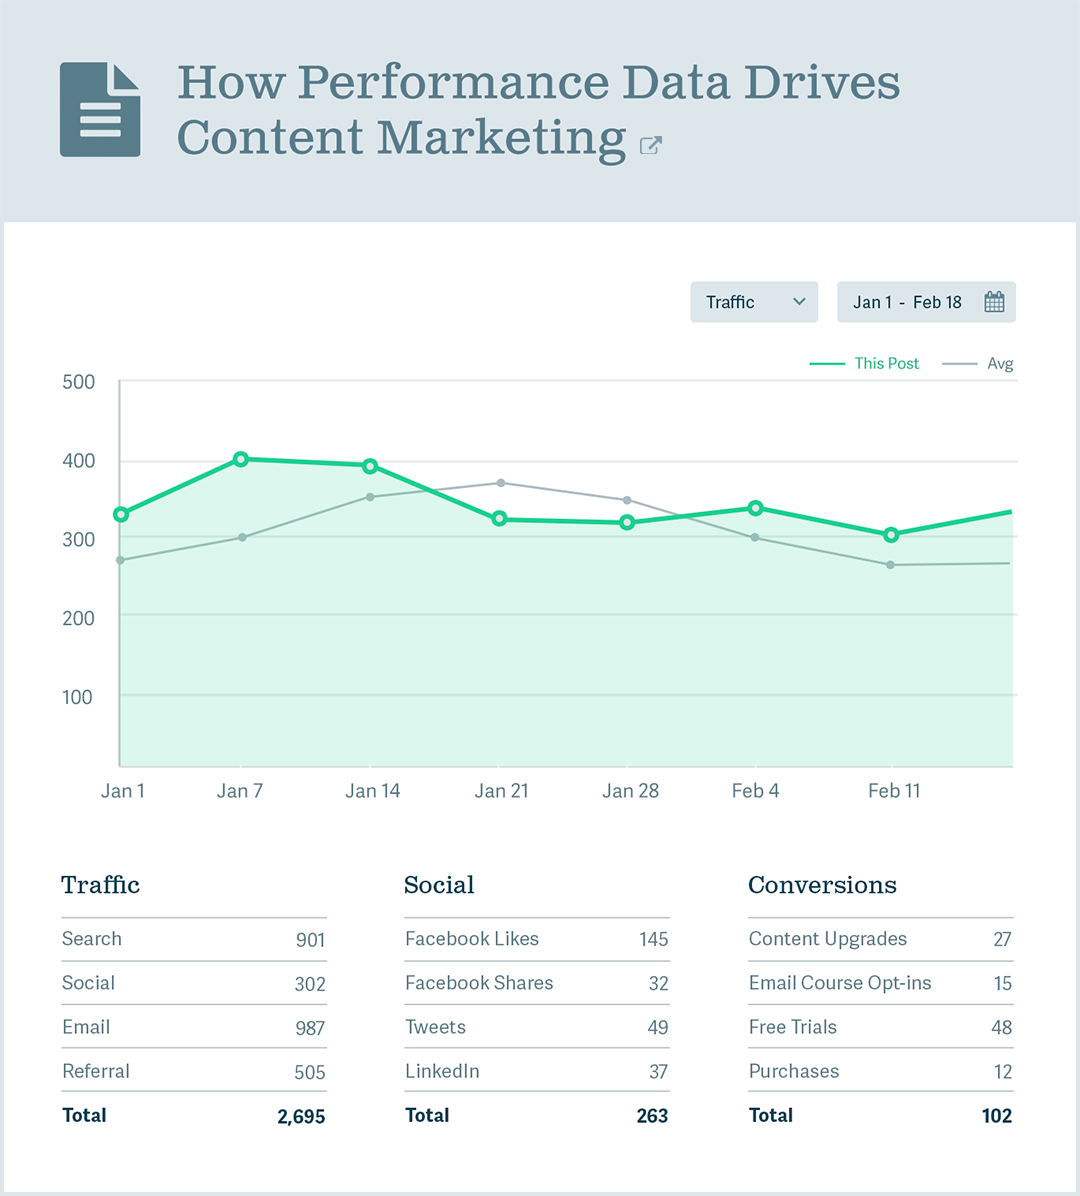 How Performance Data Drives
Content Marketing
Traffic
Jan 1 - Feb 18
This Post
Avg
500
400
300
200
100
Jan 1
Jan 7
Jan 14
Jan 21
Jan 28
Feb 4
Feb 11
Traffic
Search 901
Social 302
Email 987
Referral 505
Total 2,695
Social
Facebook Likes 145
Facebook Shares 32
Tweets 49
LinkedIn 37
Total 263
Conversions
Content Upgrades 27
Email Course Opt-ins 15
Free Trials 48
Purchases 12
Total 102